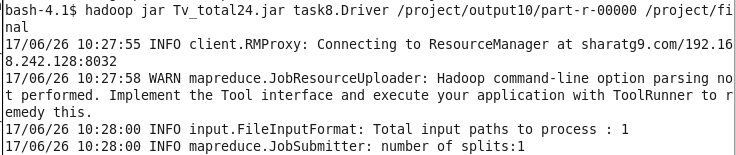 bash-4.1$ hadoop jar Tv_total24.jar task8.Driver /project/output10/part-r-00000 /project/fi
nal
17/06/26 10:27:55 INFO client.RMProxy: Connecting to ResourceManager at sharatg9.com/192.16
8.242.128:8032
17/06/26 10:27:58 WARN mapreduce.JobResourceUploader: Hadoop command-line option parsing no
t performed. Implement the Tool interface and execute your application with ToolRunner to r
emedy this.
17/06/26 10:28:00 INFO input.FileInputFormat: Total input paths to process : 1
17/06/26 10:28:00 INFO mapreduce.JobSubmitter: number of splits:1